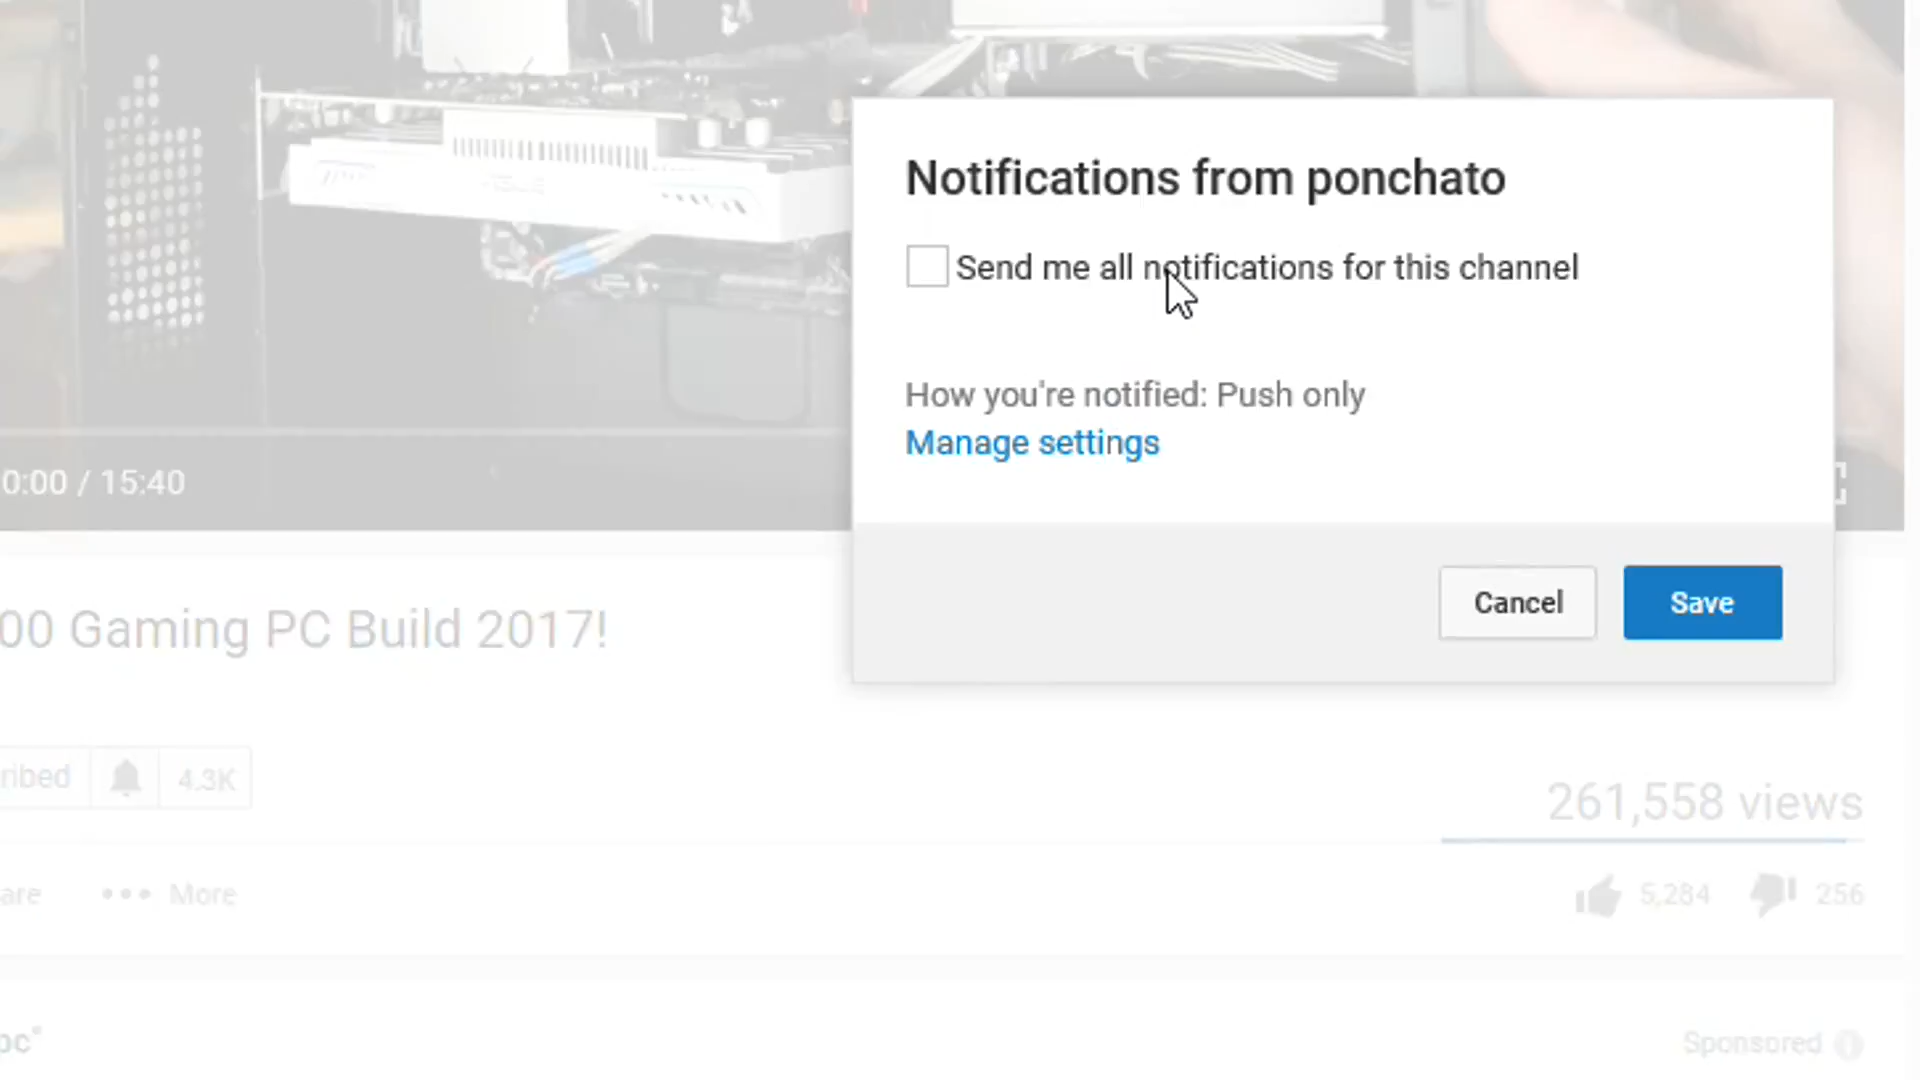 Notifications from ponchato
Send me all notifications for this channel
How you're notified: Push only
Manage settings
0:00 / 15:40
Cancel
Save
00 Gaming PC Build 2017!
ribed
4.3K
261,558 views
are
More
5,284
256
pc
Sponsored